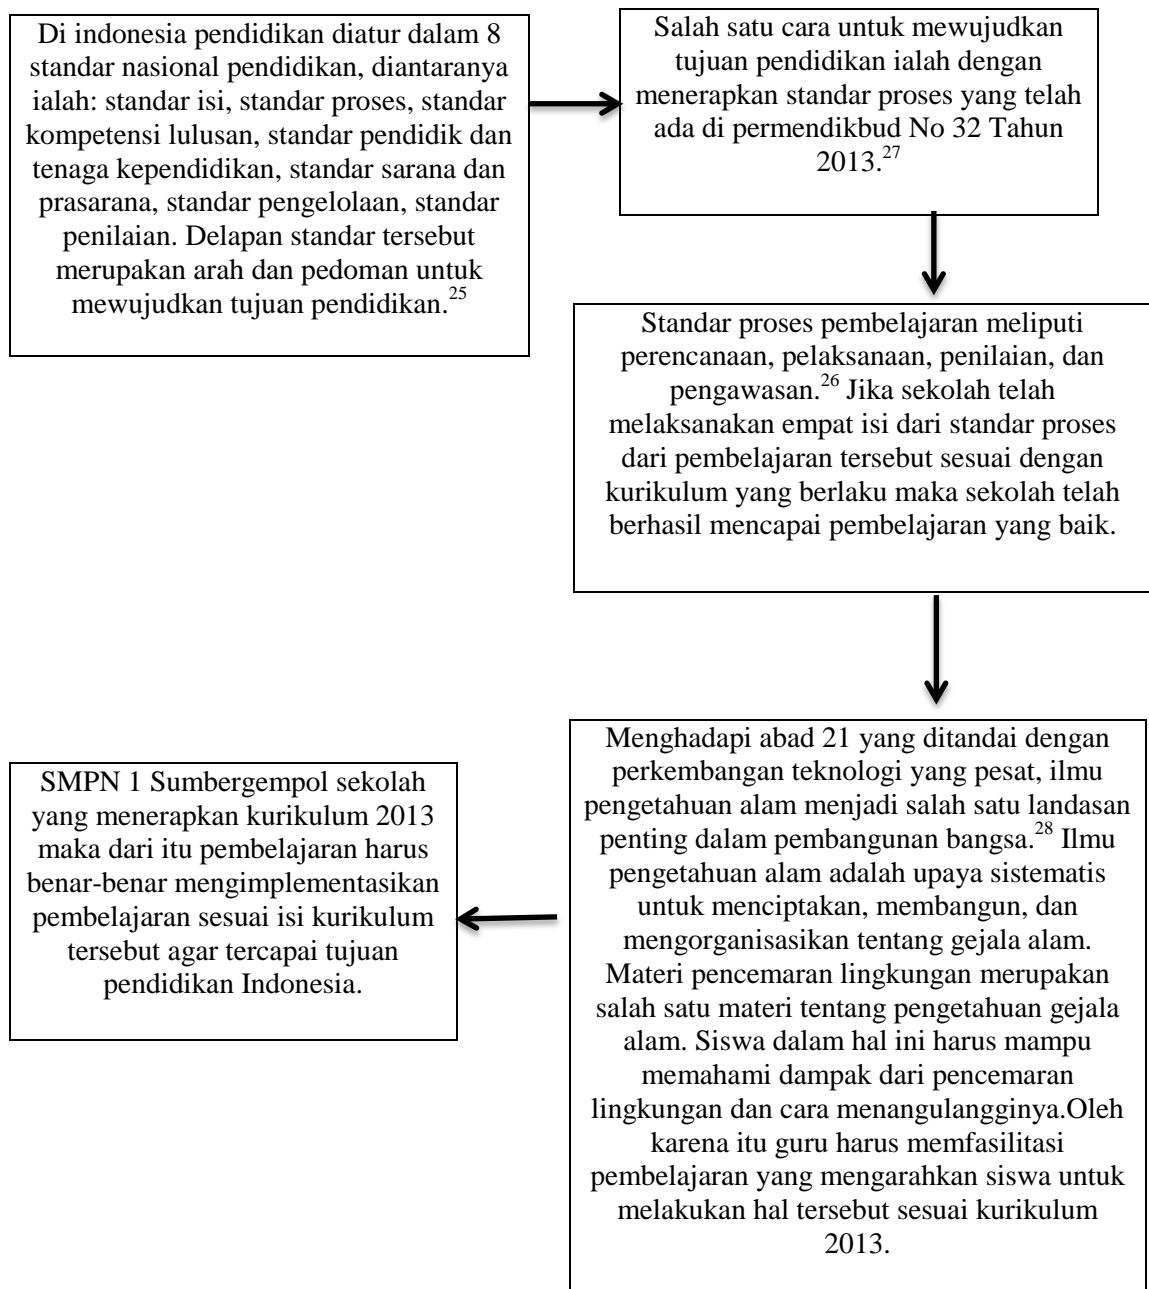 Di indonesia pendidikan diatur dalam 8
standar nasional pendidikan, diantaranya
ialah: standar isi, standar proses, standar
kompetensi lulusan, standar pendidik dan
tenaga kependidikan, standar sarana dan
prasarana, standar pengelolaan, standar
penilaian. Delapan standar tersebut
merupakan arah dan pedoman untuk
mewujudkan tujuan pendidikan.25
Salah satu cara untuk mewujudkan
tujuan pendidikan ialah dengan
menerapkan standar proses yang telah
ada di permendikbud No 32 Tahun
2013.27
Standar proses pembelajaran meliputi
perencanaan, pelaksanaan, penilaian, dan
pengawasan.26 Jika sekolah telah
melaksanakan empat isi dari standar proses
dari pembelajaran tersebut sesuai dengan
kurikulum yang berlaku maka sekolah telah
berhasil mencapai pembelajaran yang baik.
Menghadapi abad 21 yang ditandai dengan
perkembangan teknologi yang pesat, ilmu
pengetahuan alam menjadi salah satu landasan
penting dalam pembangunan bangsa.28 Ilmu
pengetahuan alam adalah upaya sistematis
untuk menciptakan, membangun, dan
mengorganisasikan tentang gejala alam.
Materi pencemaran lingkungan merupakan
salah satu materi tentang pengetahuan gejala
alam. Siswa dalam hal ini harus mampu
memahami dampak dari pencemaran
lingkungan dan cara menangulangginya.Oleh
karena itu guru harus memfasilitasi
pembelajaran yang mengarahkan siswa untuk
melakukan hal tersebut sesuai kurikulum
2013.
SMPN 1 Sumbergempol sekolah
yang menerapkan kurikulum 2013
maka dari itu pembelajaran harus
benar-benar mengimplementasikan
pembelajaran sesuai isi kurikulum
tersebut agar tercapai tujuan
pendidikan Indonesia.